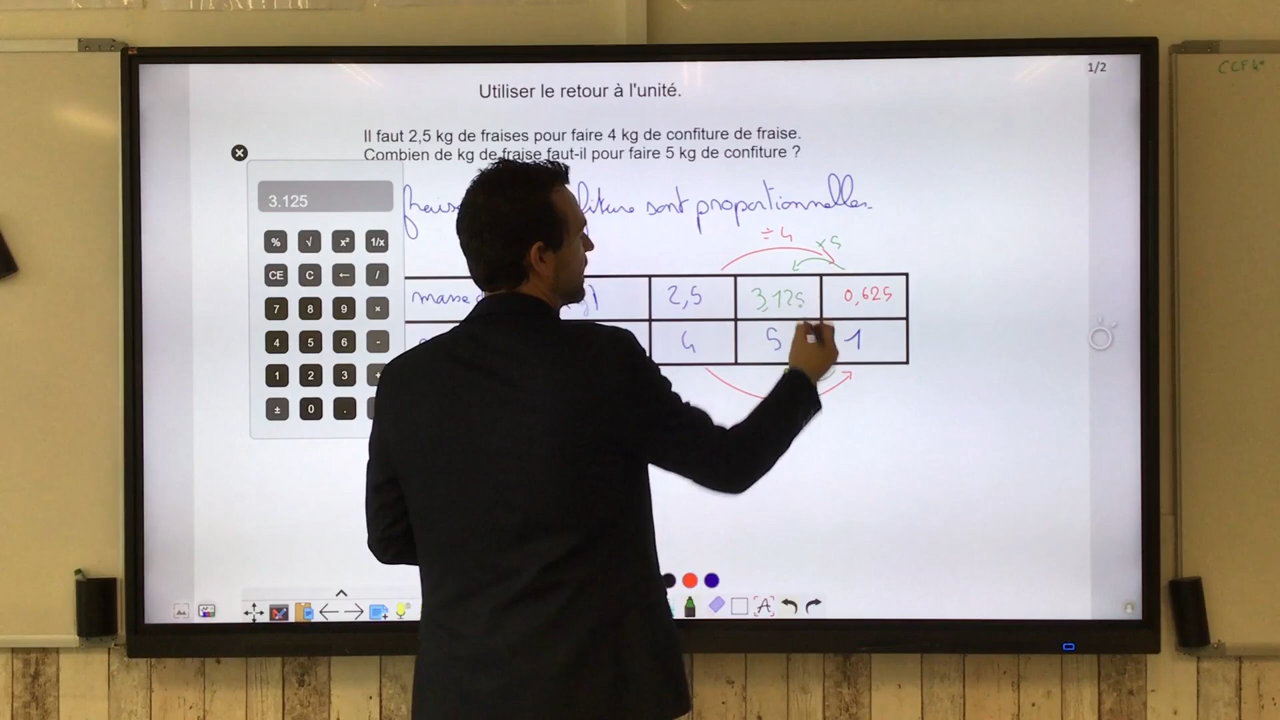 1/2
CCF
Utiliser le retour à l'unité.
Il faut 2,5 kg de fraises pour faire 4 kg de confiture de fraise.
Combien de kg de fraise faut-il pour faire 5 kg de confiture ?
sont proportionnelles.
3.125
% √ x² 1/x
CE C ← /
7 8 9 ×
4 5 6 -
1 2 3 +
± 0 .
÷ 4
×5
masse 2,5 3,125 0,625
4 5 1
A